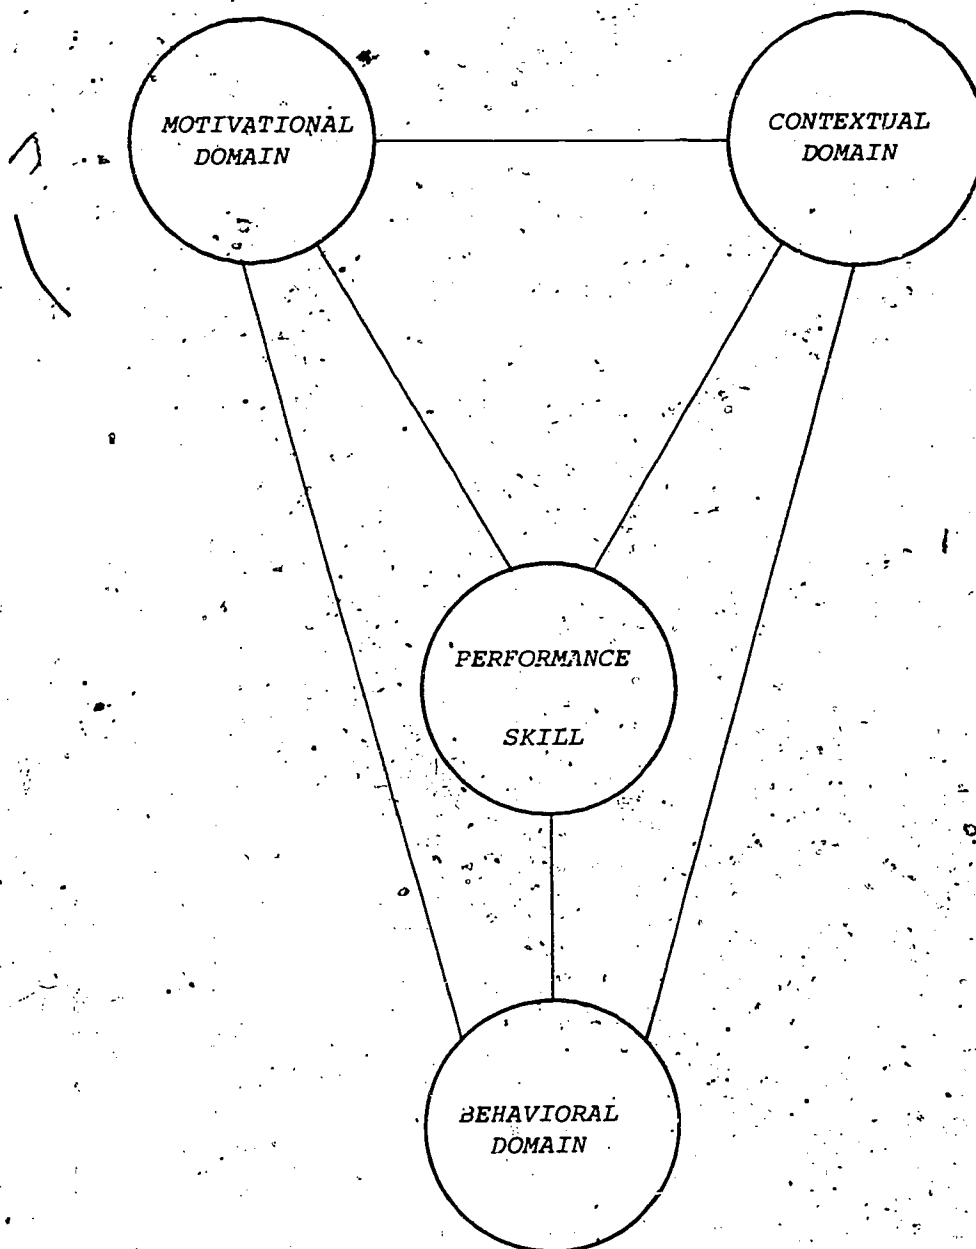 MOTIVATIONAL
DOMAIN
CONTEXTUAL
DOMAIN
PERFORMANCE
SKILL
BEHAVIORAL
DOMAIN